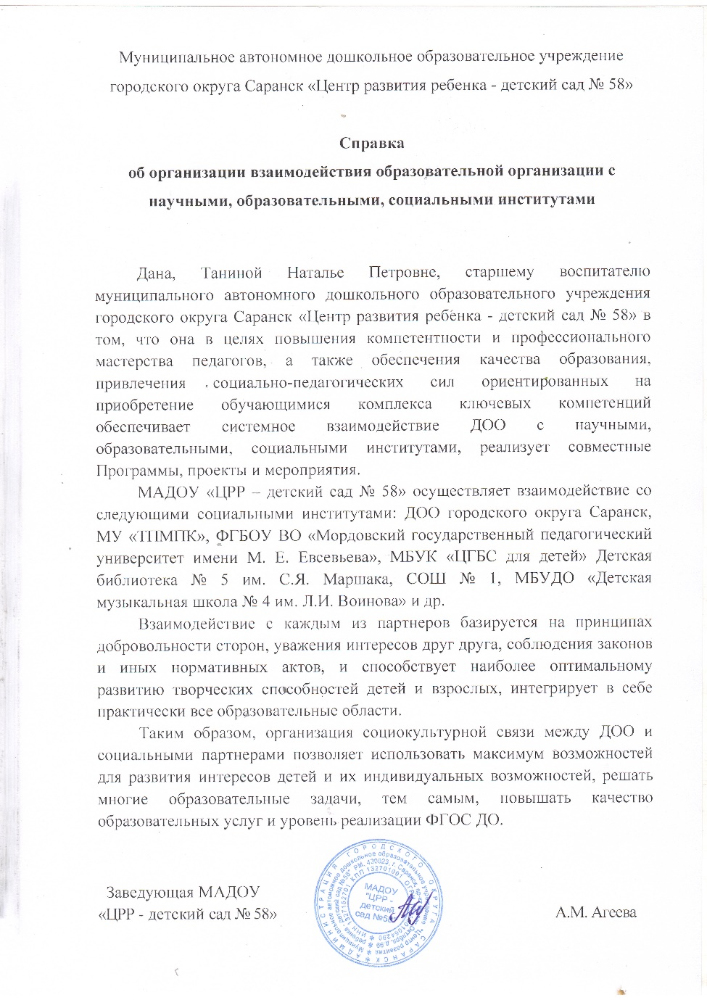 Муниципальное автономное дошкольное образовательное учреждение
городского округа Саранск «Центр развития ребенка - детский сад № 58»
Справка
об организации взаимодействия образовательной организации с
научными, образовательными, социальными институтами
Дана, Таниной Наталье Петровне, старшему воспитателю
муниципального автономного дошкольного образовательного учреждения
городского округа Саранск «Центр развития ребенка - детский сад № 58» в
том, что она в целях повышения компетентности и профессионального
мастерства педагогов, а также обеспечения качества образования,
привлечения социально-педагогических сил ориентированных на
приобретение обучающимися комплекса ключевых компетенций
обеспечивает системное взаимодействие ДОО с научными,
образовательными, социальными институтами, реализует совместные
Программы, проекты и мероприятия.
МАДОУ «ЦРР – детский сад № 58» осуществляет взаимодействие со
следующими социальными институтами: ДОО городского округа Саранск,
МУ «ТПМПК», ФГБОУ ВО «Мордовский государственный педагогический
университет имени М. Е. Евсевьева», МБУК «ЦГБС для детей» Детская
библиотека № 5 им. С.Я. Маршака, СОШ № 1, МБУДО «Детская
музыкальная школа № 4 им. Л.И. Воинова» и др.
Взаимодействие с каждым из партнеров базируется на принципах
добровольности сторон, уважения интересов друг друга, соблюдения законов
и иных нормативных актов, и способствует наиболее оптимальному
развитию творческих способностей детей и взрослых, интегрирует в себе
практически все образовательные области.
Таким образом, организация социокультурной связи между ДОО и
социальными партнерами позволяет использовать максимум возможностей
для развития интересов детей и их индивидуальных возможностей, решать
многие образовательные задачи, тем самым, повышать качество
образовательных услуг и уровень реализации ФГОС ДО.
Заведующая МАДОУ
«ЦРР - детский сад № 58»
А.М. Агеева
АДМИНИСТРАЦИЯ ГОРОДСКОГО ОКРУГА САРАНСК
МАДОУ
"ЦРР -
детский
сад №58"